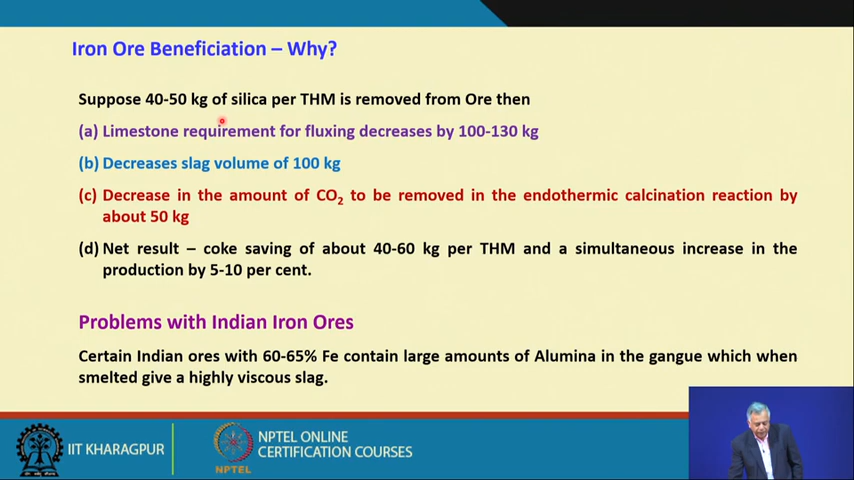 Iron Ore Beneficiation – Why?
Suppose 40-50 kg of silica per THM is removed from Ore then
(a) Limestone requirement for fluxing decreases by 100-130 kg
(b) Decreases slag volume of 100 kg
(c) Decrease in the amount of CO2 to be removed in the endothermic calcination reaction by
about 50 kg
(d) Net result – coke saving of about 40-60 kg per THM and a simultaneous increase in the
production by 5-10 per cent.
Problems with Indian Iron Ores
Certain Indian ores with 60-65% Fe contain large amounts of Alumina in the gangue which when
smelted give a highly viscous slag.
IIT KHARAGPUR
NPTEL
NPTEL ONLINE
CERTIFICATION COURSES